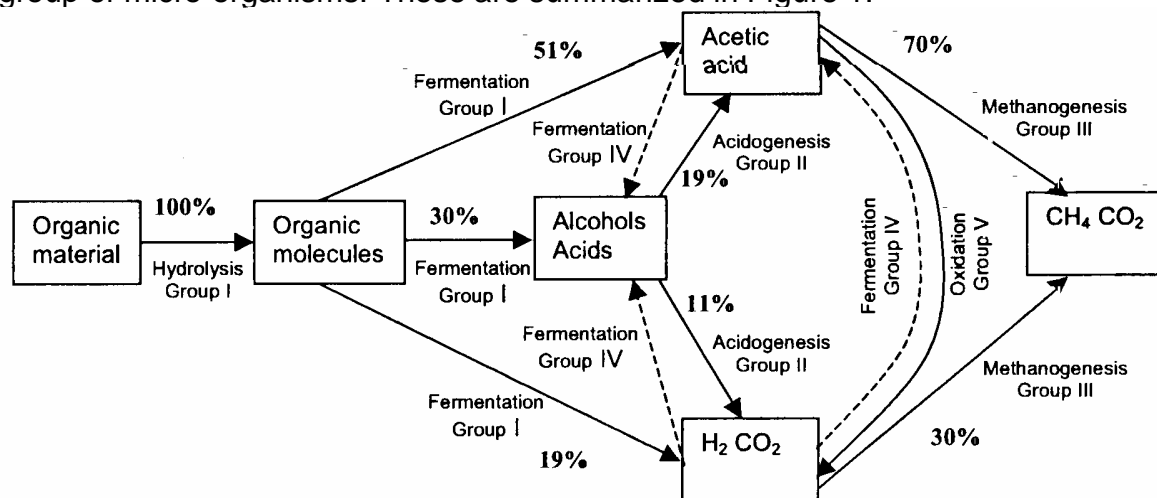 group of micro-organisms. These are summarized in Figure 1.
51%
Acetic
acid
70%
Fermentation
Group I
Fermentation
Group IV
Acidogenesis
Group II
Methanogenesis
Group III
19%
100%
Organic
material
Hydrolysis
Group I
Organic
molecules
30%
Fermentation
Group I
Alcohols
Acids
Fermentation
Group IV
Oxidation
Group V
CH₄ CO₂
11%
Fermentation
Group IV
Acidogenesis
Group II
Methanogenesis
Group III
Fermentation
Group I
19%
H₂ CO₂
30%